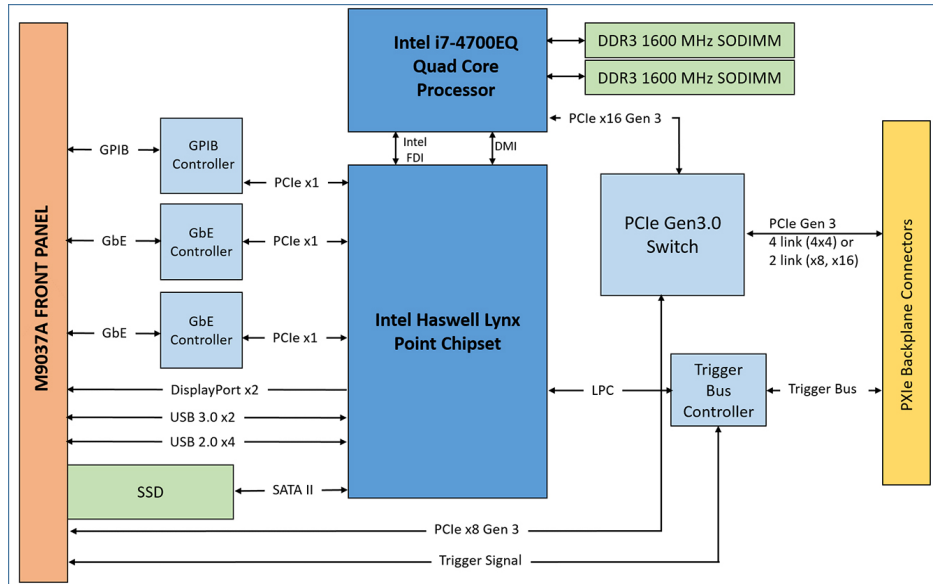 Intel i7-4700EQ
Quad Core
Processor
DDR3 1600 MHz SODIMM
DDR3 1600 MHz SODIMM
PCIe x16 Gen 3
Intel
FDI
DMI
M9037A FRONT PANEL
GPIB
GPIB
Controller
PCIe x1
GbE
GbE
Controller
PCIe x1
GbE
GbE
Controller
PCIe x1
Intel Haswell Lynx
Point Chipset
PCIe Gen3.0
Switch
PCIe Gen 3
4 link (4x4) or
2 link (x8, x16)
PXIe Backplane Connectors
DisplayPort x2
USB 3.0 x2
USB 2.0 x4
LPC
Trigger
Bus
Controller
Trigger Bus
SSD
SATA II
PCIe x8 Gen 3
Trigger Signal